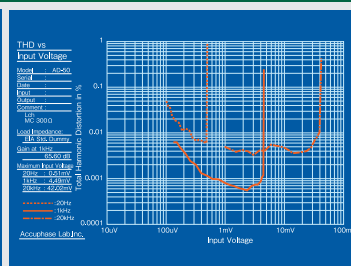 THD vs
Input Voltage
Model : AD-50
Serial :
Date :
Input :
Output :
Comment :
Lch
MC 300Ω
Load Impedance:
EIA Std. Dummy
Gain at 1kHz
65.60 dB
Maximum Input Voltage
20Hz : 0.51mV
1kHz : 4.49mV
20kHz : 42.02mV
:20Hz
:1kHz
:20kHz
Accuphase Lab,Inc.
Total Harmonic Distortion in %
1
0.1
0.01
0.001
0.0001
10uV
100uV
1mV
10mV
100m
Input Voltage